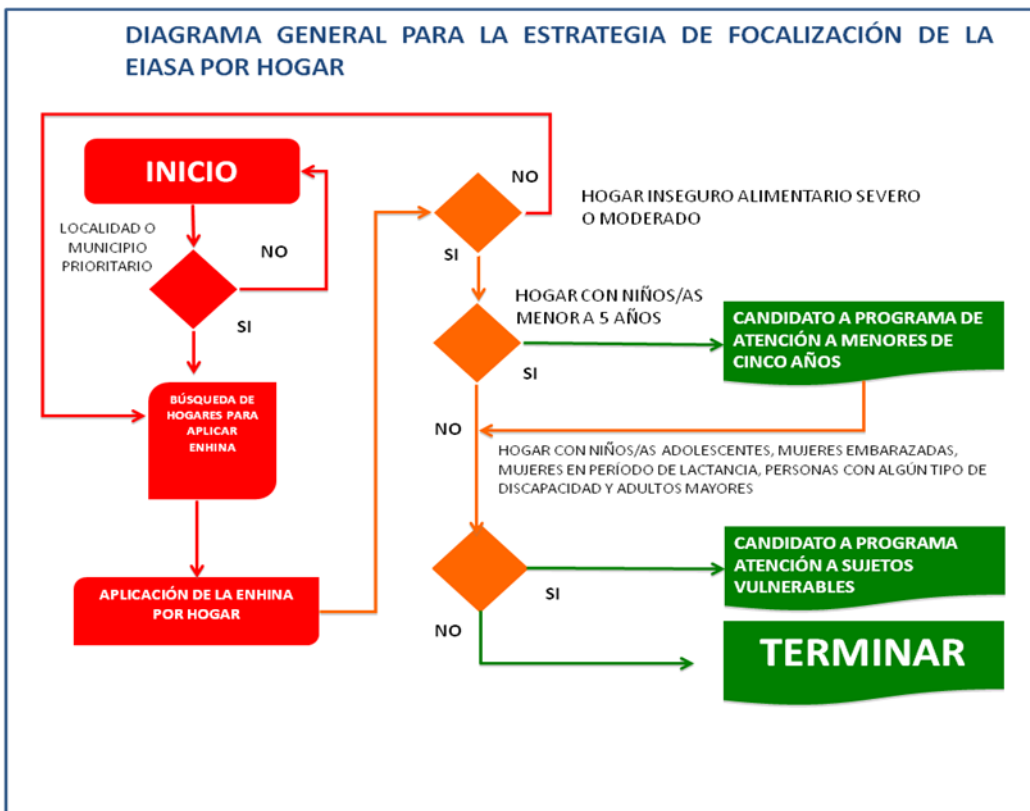 DIAGRAMA GENERAL PARA LA ESTRATEGIA DE FOCALIZACIÓN DE LA
EIASA POR HOGAR
INICIO
LOCALIDAD O
MUNICIPIO
PRIORITARIO
NO
SI
BÚSQUEDA DE
HOGARES PARA
APLICAR
ENHINA
APLICACIÓN DE LA ENHINA
POR HOGAR
NO
HOGAR INSEGURO ALIMENTARIO SEVERO
O MODERADO
SI
HOGAR CON NIÑOS/AS
MENOR A 5 AÑOS
SI
CANDIDATO A PROGRAMA DE
ATENCIÓN A MENORES DE
CINCO AÑOS
NO
HOGAR CON NIÑOS/AS ADOLESCENTES, MUJERES EMBARAZADAS,
MUJERES EN PERÍODO DE LACTANCIA, PERSONAS CON ALGÚN TIPO DE
DISCAPACIDAD Y ADULTOS MAYORES
SI
CANDIDATO A PROGRAMA
ATENCIÓN A SUJETOS
VULNERABLES
NO
TERMINAR